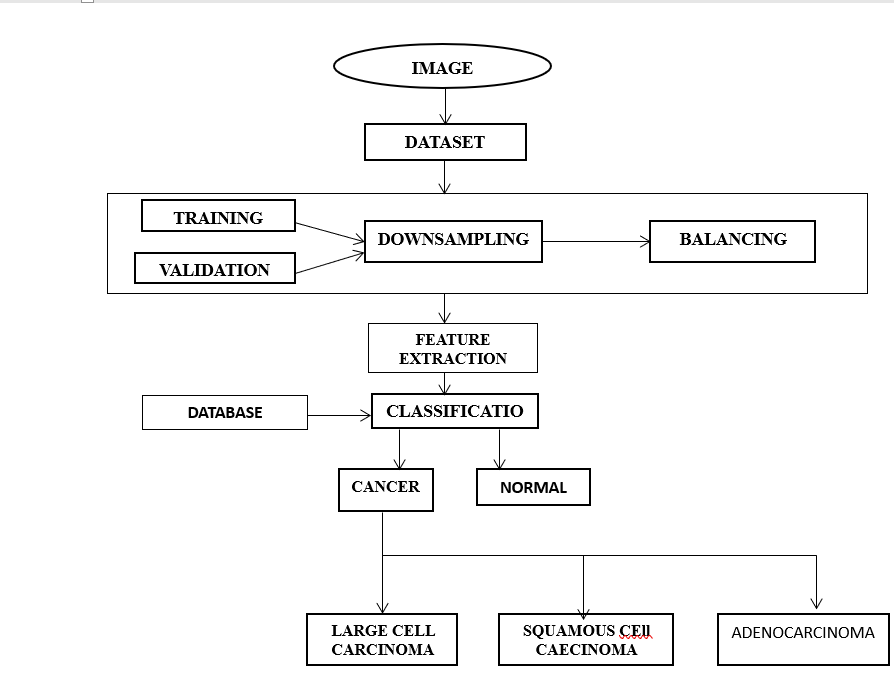 IMAGE
DATASET
TRAINING
VALIDATION
DOWNSAMPLING
BALANCING
FEATURE
EXTRACTION
DATABASE
CLASSIFICATIO
CANCER
NORMAL
LARGE CELL
CARCINOMA
SQUAMOUS CEll
CAECINOMA
ADENOCARCINOMA